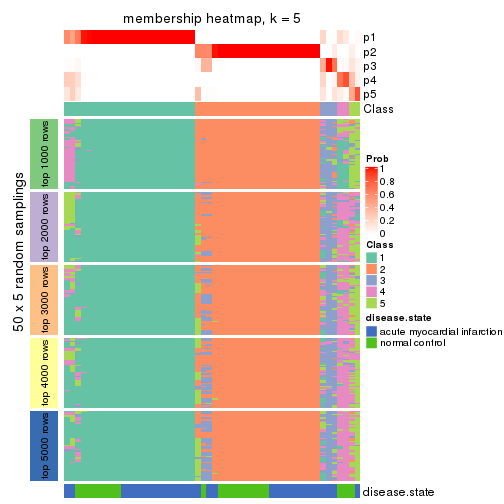 membership heatmap, k = 5
p1
p2
p3
p4
p5
Class
50 x 5 random samplings
top 1000 rows
top 2000 rows
top 3000 rows
top 4000 rows
top 5000 rows
Prob
1
0.8
0.6
0.4
0.2
0
Class
1
2
3
4
5
disease.state
acute myocardial infarction
normal control
disease.state